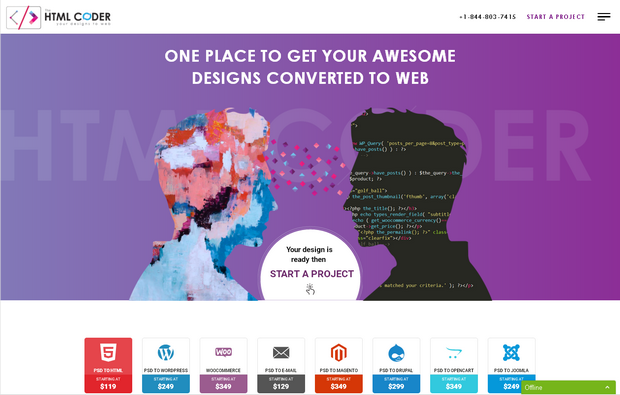 The
HTML CODER
your designs to web
+1-844-803-7415
START A PROJECT
ONE PLACE TO GET YOUR AWESOME
DESIGNS CONVERTED TO WEB
HTML CODER
WP_Query( 'posts_per_page=8&post_type=
have_posts() ) : ?>
_query->have_posts() ) : $the_query->the_
$product; ?>
="golf_ball">
the_post_thumbnail('fthumb', array('cl
<?php the_title(); ?></
php echo types_render_field( "subtitl
echo ( get_woocommerce_currency()
duct->get_price(); ?></
"<?php the_permalink(); ?>" class=
="clearfix"></div>
s matched your criteria.' ); ?></
Your design is
ready then
START A PROJECT
PSD TO HTML
STARTING AT
$119
PSD TO WORDPRESS
STARTING AT
$249
WOO
WOOCOMMERCE
STARTING AT
$349
PSD TO E-MAIL
STARTING AT
$129
PSD TO MAGENTO
STARTING AT
$349
PSD TO DRUPAL
STARTING AT
$299
PSD TO OPENCART
STARTING AT
$349
PSD TO JOOMLA
STARTING AT
$249
Offline